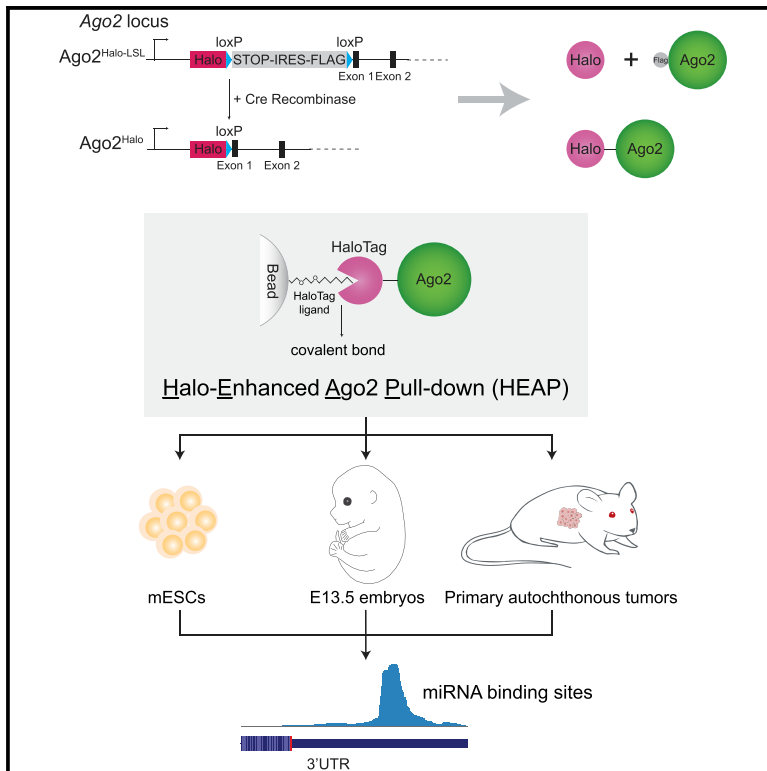 Ago2 locus
loxP loxP
Ago2Halo-LSL Halo STOP-IRES-FLAG
Exon 1 Exon 2
+ Cre Recombinase
loxP
Ago2Halo Halo
Exon 1 Exon 2
Halo + Flag Ago2
Halo Ago2
HaloTag
Bead Ago2
HaloTag
ligand
covalent bond
Halo-Enhanced Ago2 Pull-down (HEAP)
mESCs E13.5 embryos Primary autochthonous tumors
miRNA binding sites
3'UTR